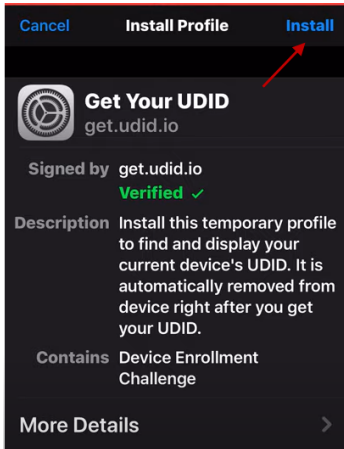 Cancel Install Profile Install
Get Your UDID
get.udid.io
Signed by get.udid.io
Verified ✓
Description Install this temporary profile
to find and display your
current device's UDID. It is
automatically removed from
device right after you get
your UDID.
Contains Device Enrollment
Challenge
More Details